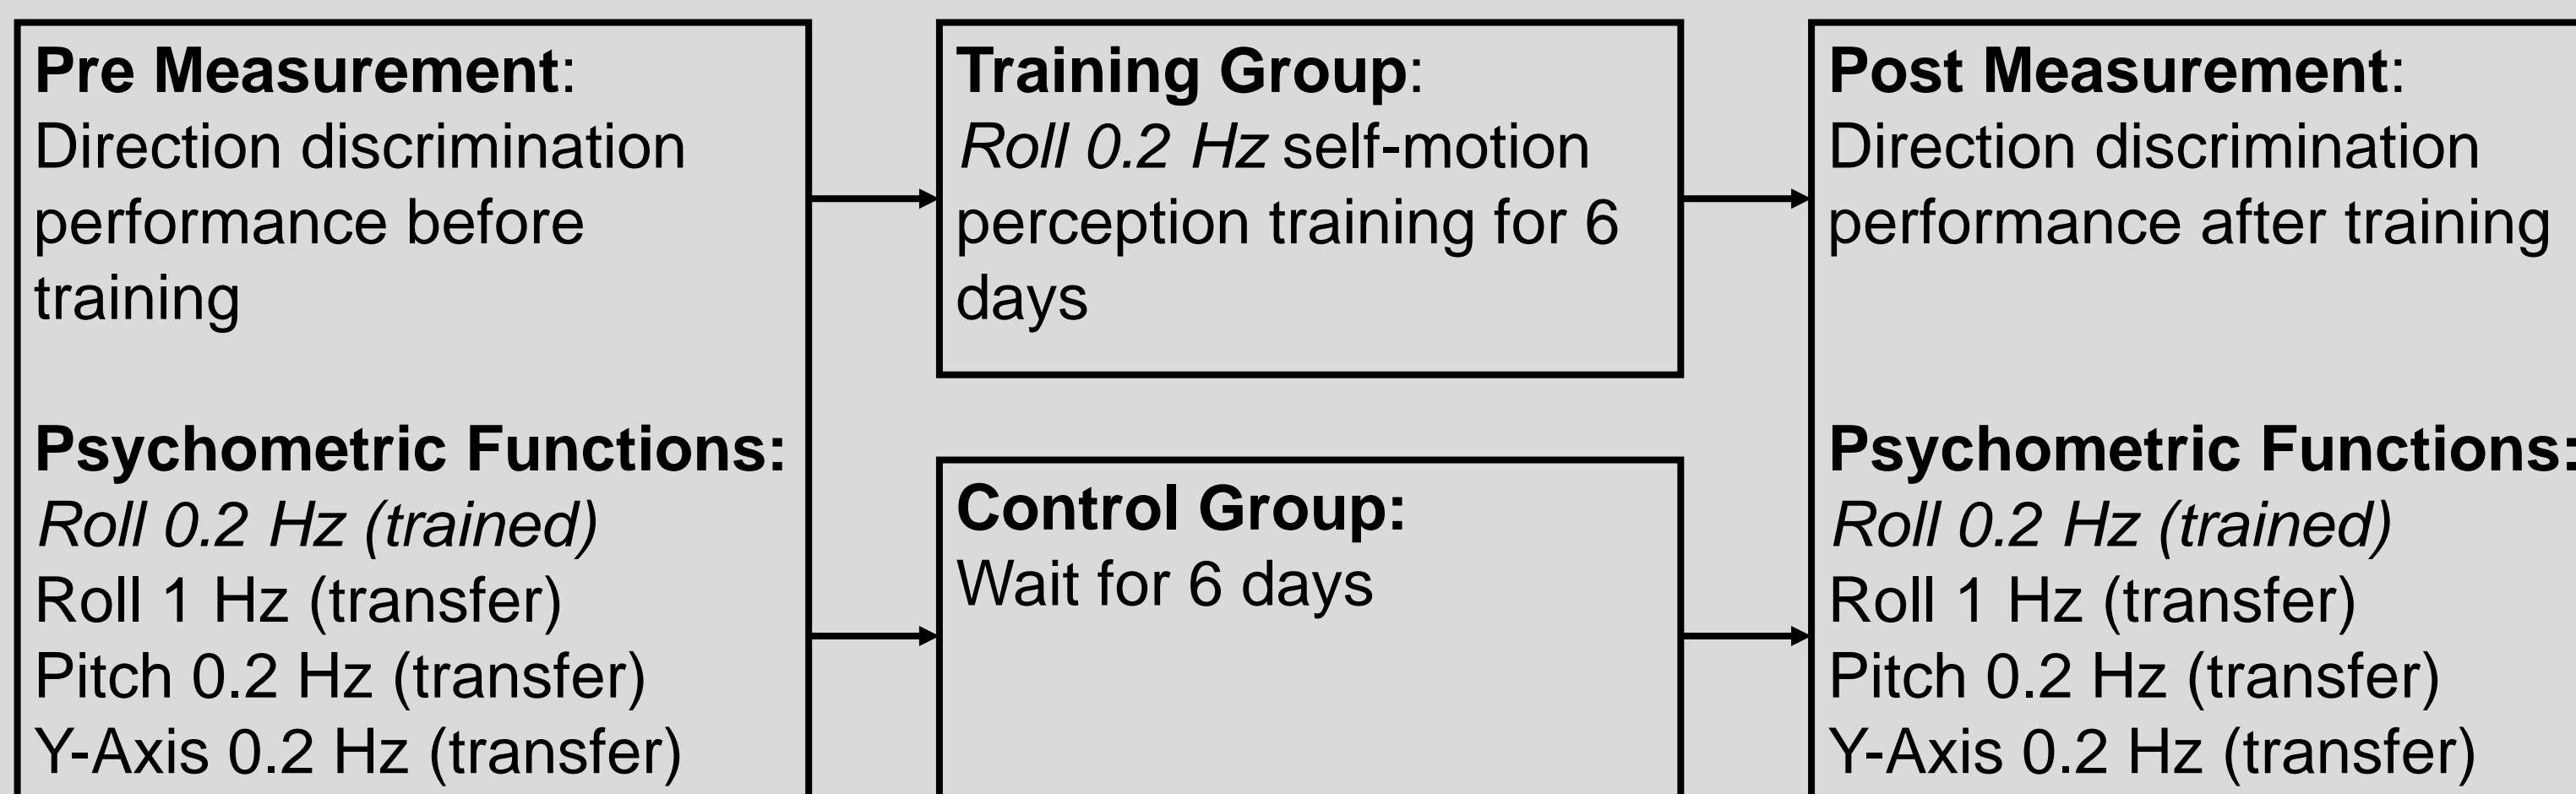 Pre Measurement:
Direction discrimination
performance before
training
Psychometric Functions:
Roll 0.2 Hz (trained)
Roll 1 Hz (transfer)
Pitch 0.2 Hz (transfer)
Y-Axis 0.2 Hz (transfer)
Training Group:
Roll 0.2 Hz self-motion
perception training for 6
days
Control Group:
Wait for 6 days
Post Measurement:
Direction discrimination
performance after training
Psychometric Functions:
Roll 0.2 Hz (trained)
Roll 1 Hz (transfer)
Pitch 0.2 Hz (transfer)
Y-Axis 0.2 Hz (transfer)